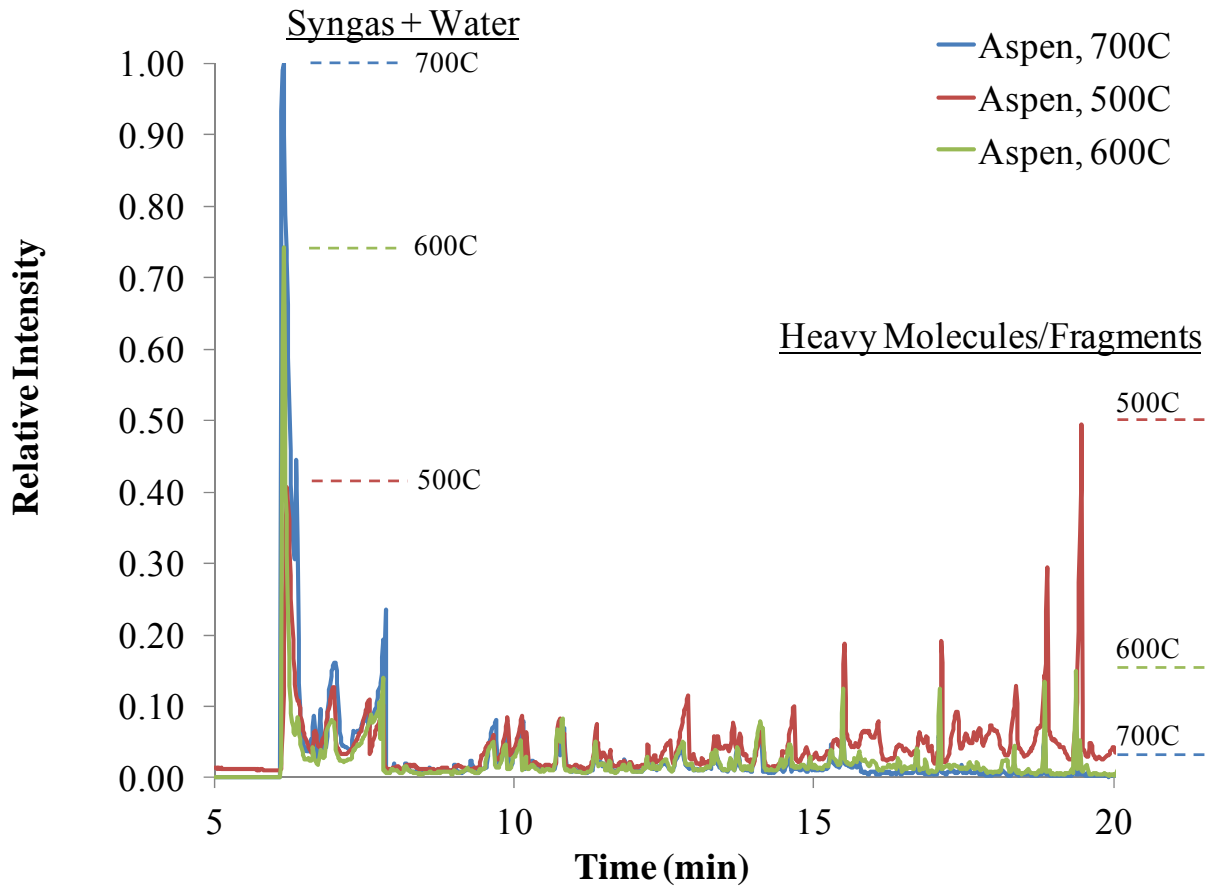 Syngas + Water
700C
600C
500C
Aspen, 700C
Aspen, 500C
Aspen, 600C
Heavy Molecules/Fragments
500C
600C
700C
Relative Intensity
1.00
0.90
0.80
0.70
0.60
0.50
0.40
0.30
0.20
0.10
0.00
5
10
15
20
Time (min)